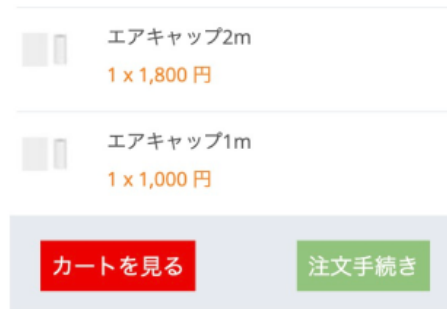 エアキャップ2m
1 x 1,800 円
エアキャップ1m
1 x 1,000 円
カートを見る
注文手続き